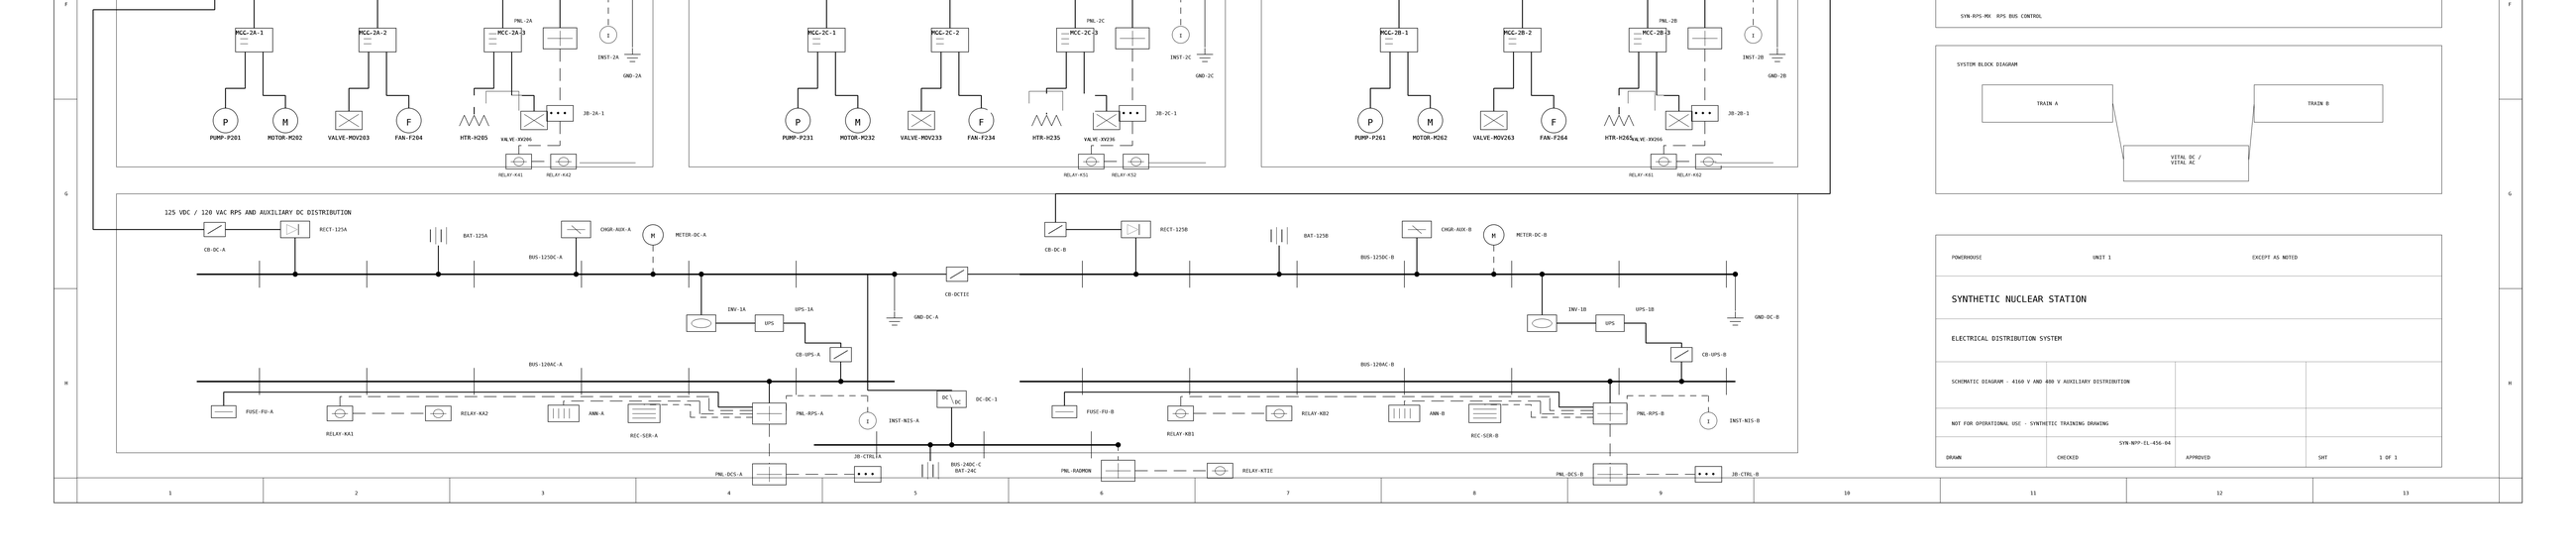 F
F
PNL-2A
PNL-2C
PNL-2B
SYN-RPS-MX RPS BUS CONTROL
MCC-2A-1
MCC-2A-2
MCC-2A-3
I
MCC-2C-1
MCC-2C-2
MCC-2C-3
I
MCC-2B-1
MCC-2B-2
MCC-2B-3
I
INST-2A
INST-2C
INST-2B
SYSTEM BLOCK DIAGRAM
GND-2A
GND-2C
GND-2B
TRAIN A
TRAIN B
JB-2A-1
JB-2C-1
JB-2B-1
P
M
F
P
M
F
P
M
F
PUMP-P201
MOTOR-M202
VALVE-MOV203
FAN-F204
HTR-H205
VALVE-XV206
PUMP-P231
MOTOR-M232
VALVE-MOV233
FAN-F234
HTR-H235
VALVE-XV236
PUMP-P261
MOTOR-M262
VALVE-MOV263
FAN-F264
HTR-H265
VALVE-XV266
VITAL DC /
VITAL AC
RELAY-K41
RELAY-K42
RELAY-K51
RELAY-K52
RELAY-K61
RELAY-K62
G
G
125 VDC / 120 VAC RPS AND AUXILIARY DC DISTRIBUTION
RECT-125A
BAT-125A
CHGR-AUX-A
M
METER-DC-A
RECT-125B
BAT-125B
CHGR-AUX-B
M
METER-DC-B
CB-DC-A
CB-DC-B
BUS-125DC-A
BUS-125DC-B
POWERHOUSE
UNIT 1
EXCEPT AS NOTED
CB-DCTIE
SYNTHETIC NUCLEAR STATION
INV-1A
UPS-1A
INV-1B
UPS-1B
GND-DC-A
GND-DC-B
UPS
UPS
ELECTRICAL DISTRIBUTION SYSTEM
CB-UPS-A
CB-UPS-B
BUS-120AC-A
BUS-120AC-B
H
H
SCHEMATIC DIAGRAM - 4160 V AND 480 V AUXILIARY DISTRIBUTION
DC \ DC
DC-DC-1
FUSE-FU-A
RELAY-KA2
ANN-A
PNL-RPS-A
I
INST-NIS-A
FUSE-FU-B
RELAY-KB2
ANN-B
PNL-RPS-B
I
INST-NIS-B
RELAY-KA1
REC-SER-A
RELAY-KB1
REC-SER-B
NOT FOR OPERATIONAL USE - SYNTHETIC TRAINING DRAWING
SYN-NPP-EL-456-04
JB-CTRL-A
DRAWN
CHECKED
APPROVED
SHT
1 OF 1
BUS-24DC-C
BAT-24C
PNL-DCS-A
PNL-RADMON
RELAY-KTIE
PNL-DCS-B
JB-CTRL-B
1
2
3
4
5
6
7
8
9
10
11
12
13